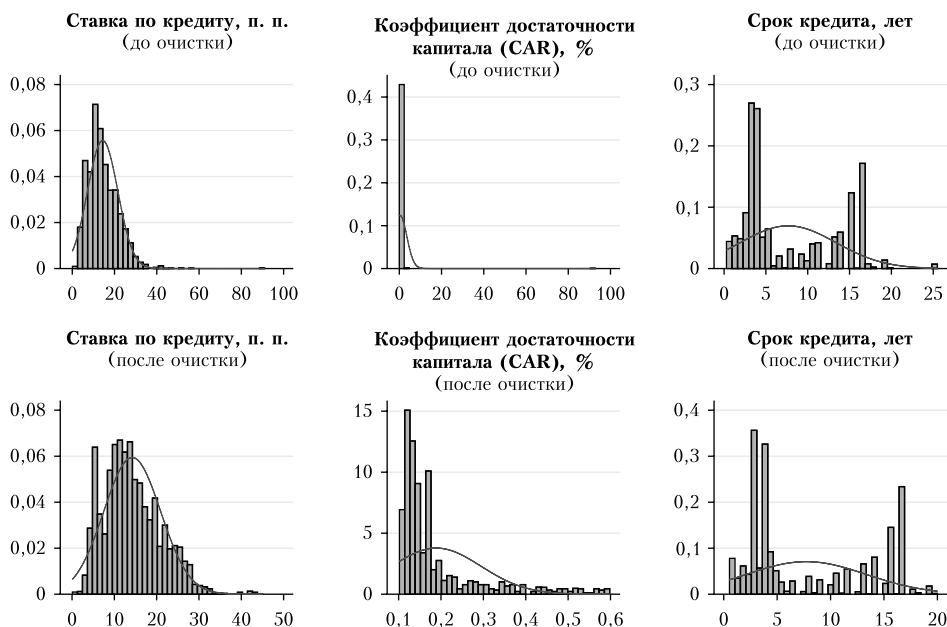 Ставка по кредиту, п. п.
(до очистки)
0,08
0,06
0,04
0,02
0
0 20 40 60 80 100
Коэффициент достаточности
капитала (CAR), %
(до очистки)
0,4
0,3
0,2
0,1
0
0 20 40 60 80 100
Срок кредита, лет
(до очистки)
0,3
0,2
0,1
0
0 5 10 15 20 25
Ставка по кредиту, п. п.
(после очистки)
0,08
0,06
0,04
0,02
0
0 10 20 30 40 50
Коэффициент достаточности
капитала (CAR), %
(после очистки)
15
10
5
0
0,1 0,2 0,3 0,4 0,5 0,6
Срок кредита, лет
(после очистки)
0,4
0,3
0,2
0,1
0
0 5 10 15 20